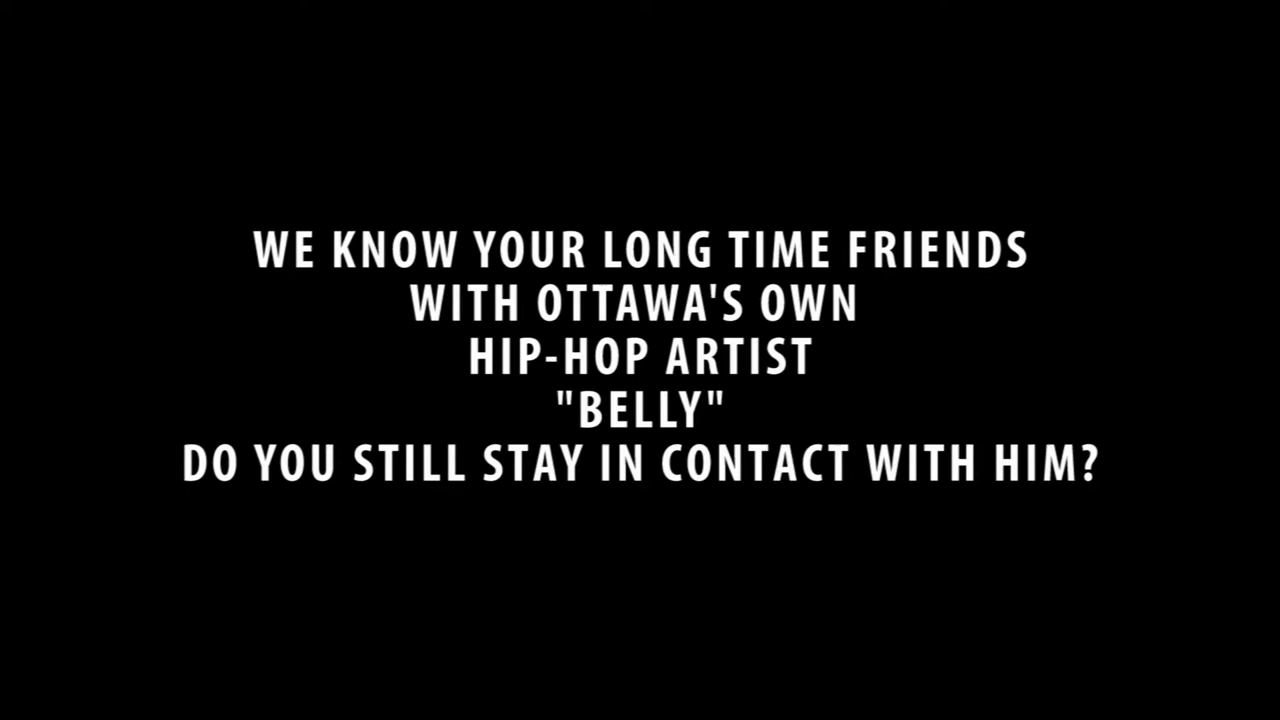 WE KNOW YOUR LONG TIME FRIENDS
WITH OTTAWA'S OWN
HIP-HOP ARTIST
"BELLY"
DO YOU STILL STAY IN CONTACT WITH HIM?